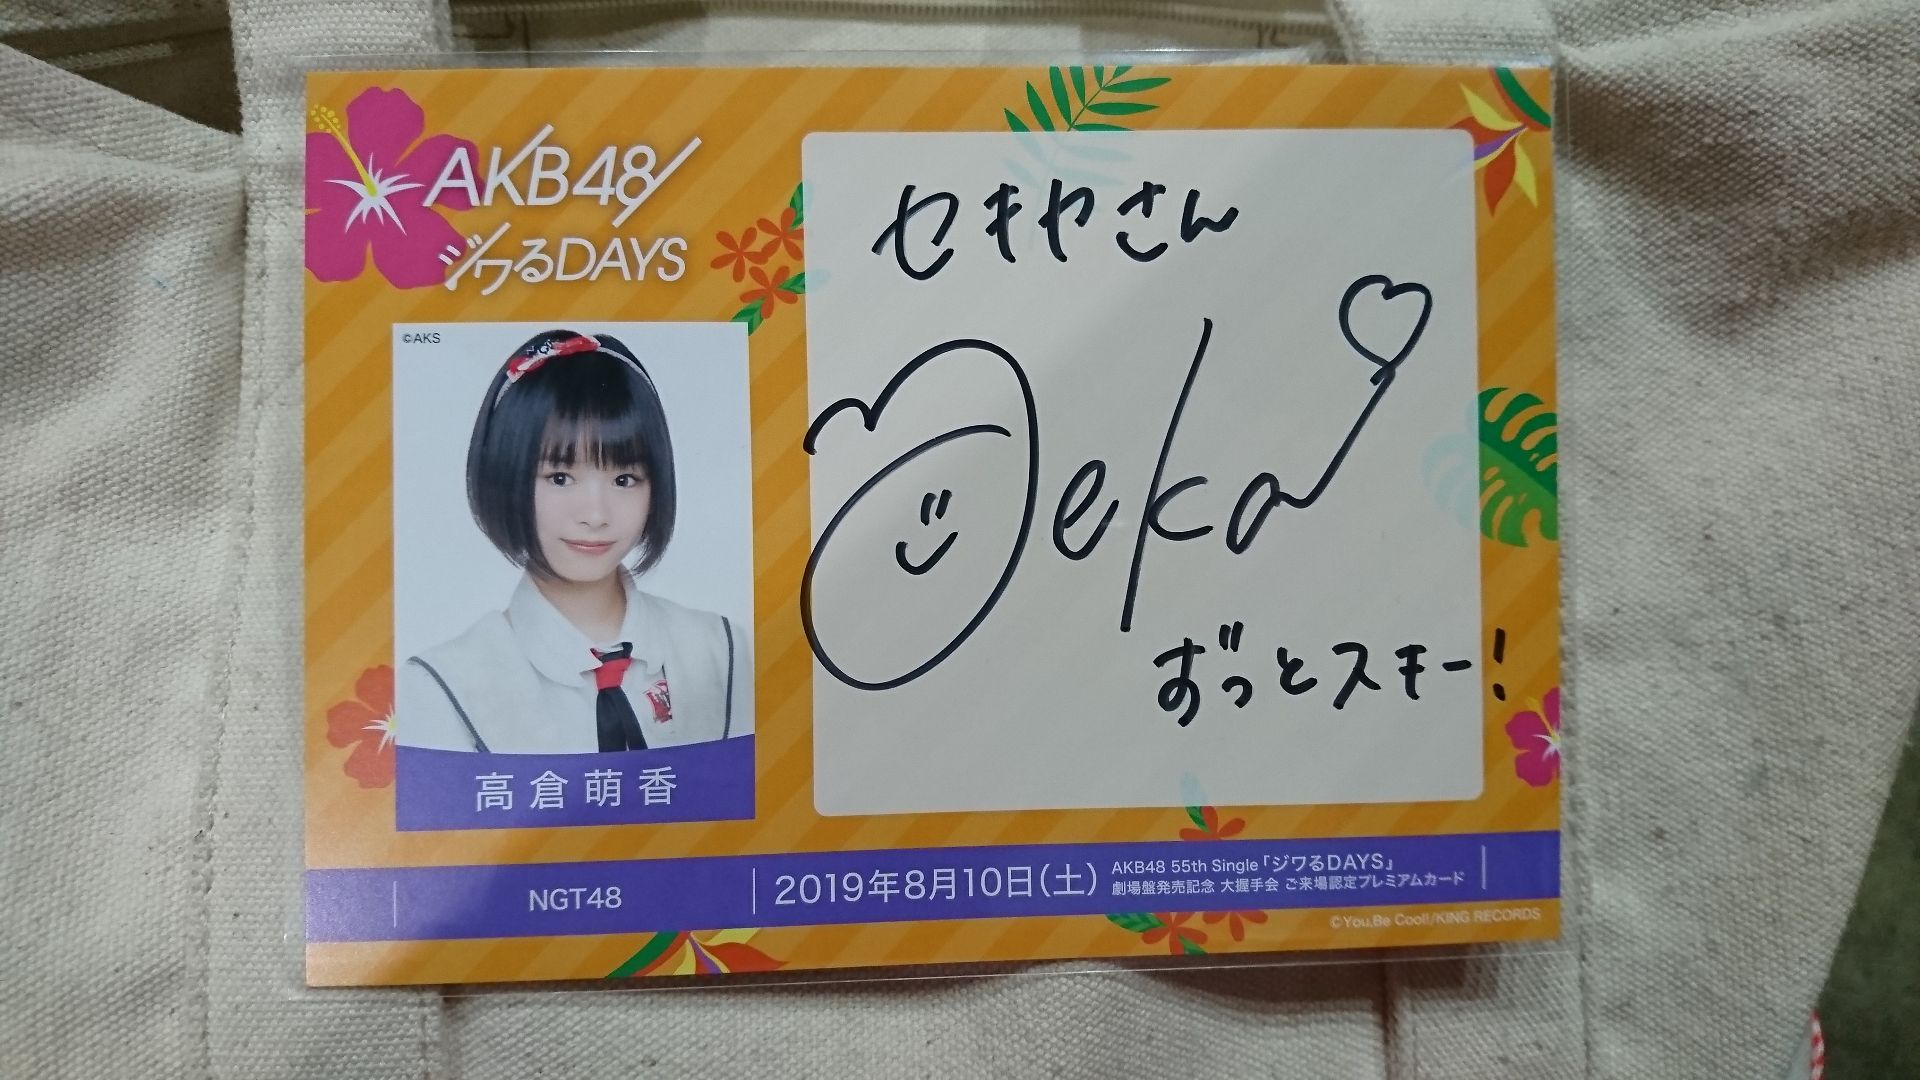 AKB48
ジワるDAYS
©AKS
高倉萌香
セキヤさん
Moeka
ずっとスキー!
NGT48
2019年8月10日(土)
AKB48 55th Single「ジワるDAYS」
劇場盤発売記念 大握手会 ご来場認定プレミアムカード
©You,Be Cool!/KING RECORDS